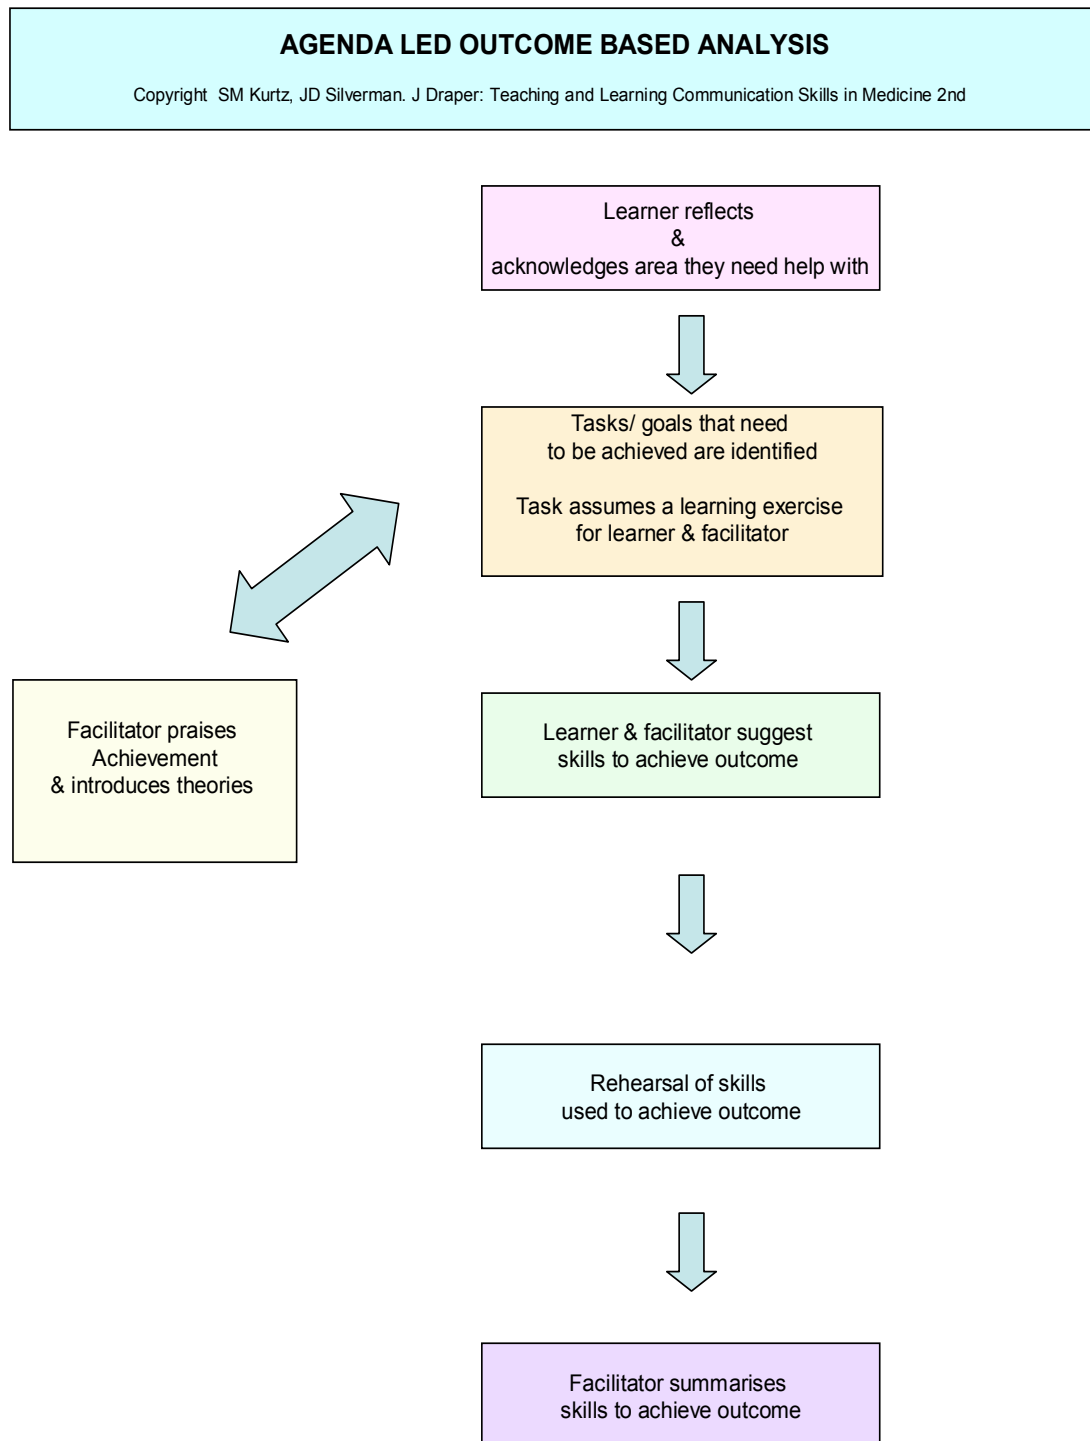 AGENDA LED OUTCOME BASED ANALYSIS
Copyright SM Kurtz, JD Silverman. J Draper: Teaching and Learning Communication Skills in Medicine 2nd
Learner reflects
&
acknowledges area they need help with
Tasks/ goals that need
to be achieved are identified
Task assumes a learning exercise
for learner & facilitator
Facilitator praises
Achievement
& introduces theories
Learner & facilitator suggest
skills to achieve outcome
Rehearsal of skills
used to achieve outcome
Facilitator summarises
skills to achieve outcome